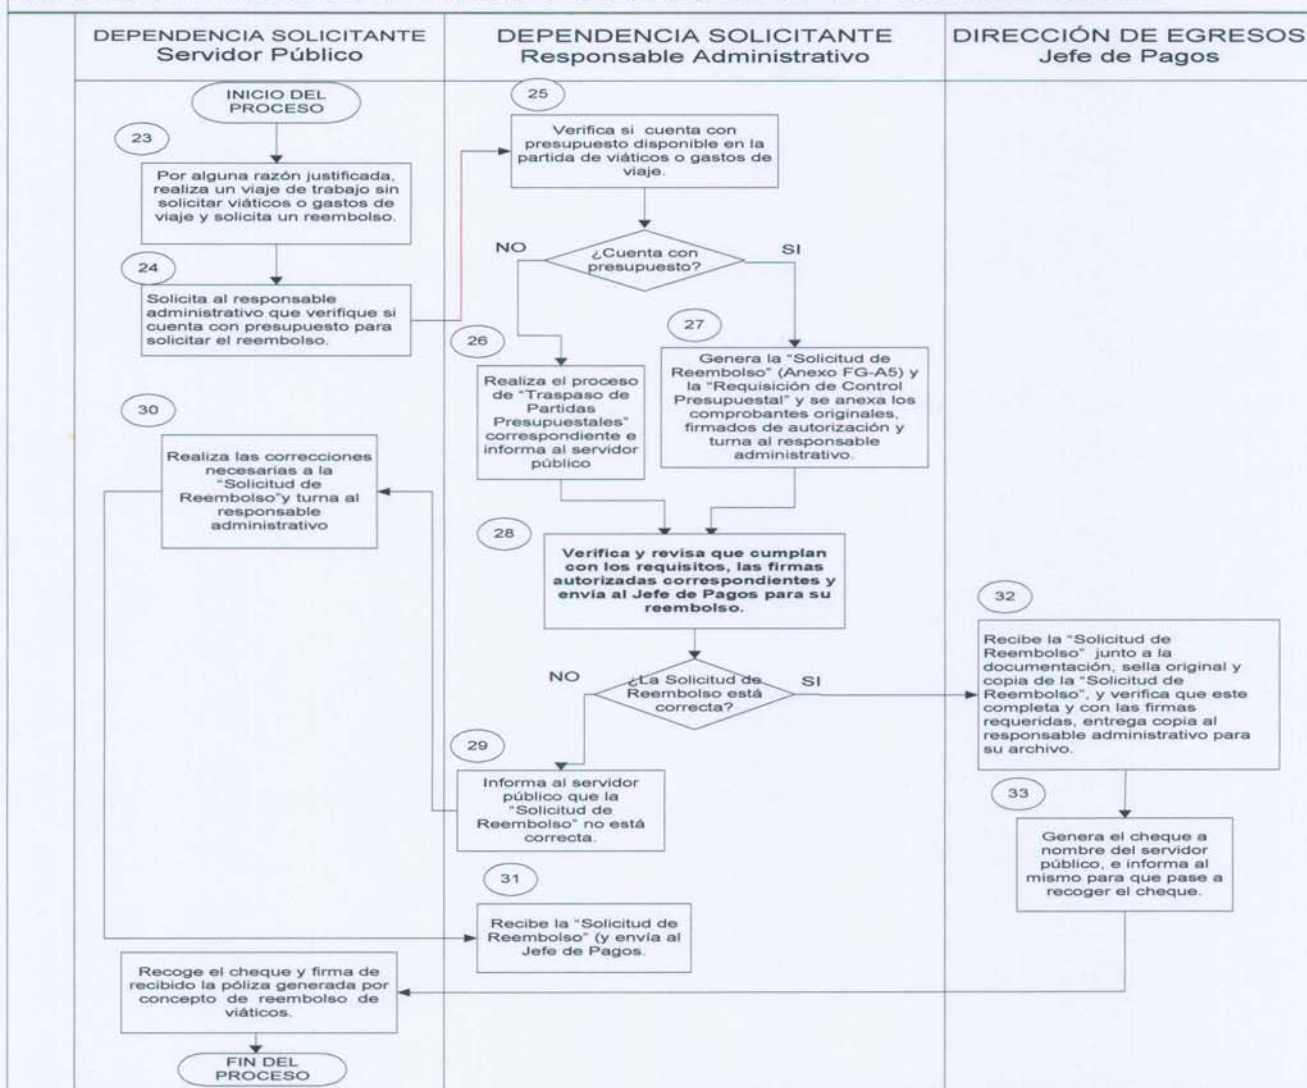 DEPENDENCIA SOLICITANTE
Servidor Público
DEPENDENCIA SOLICITANTE
Responsable Administrativo
DIRECCIÓN DE EGRESOS
Jefe de Pagos
INICIO DEL
PROCESO
23
Por alguna razón justificada,
realiza un viaje de trabajo sin
solicitar viáticos o gastos de
viaje y solicita un reembolso.
24
Solicita al responsable
administrativo que verifique si
cuenta con presupuesto para
solicitar el reembolso.
25
Verifica si cuenta con
presupuesto disponible en la
partida de viáticos o gastos de
viaje.
¿Cuenta con
presupuesto?
NO
SI
26
Realiza el proceso
de “Traspaso de
Partidas
Presupuestales”
correspondiente e
informa al servidor
público
27
Genera la “Solicitud de
Reembolso” (Anexo FG-A5) y
la “Requisición de Control
Presupuestal” y se anexa los
comprobantes originales,
firmados de autorización y
turna al responsable
administrativo.
28
Verifica y revisa que cumplan
con los requisitos, las firmas
autorizadas correspondientes y
envía al Jefe de Pagos para su
reembolso.
¿La Solicitud de
Reembolso está
correcta?
NO
SI
29
Informa al servidor
público que la
“Solicitud de
Reembolso” no está
correcta.
30
Realiza las correcciones
necesarias a la
“Solicitud de
Reembolso”y turna al
responsable
administrativo
31
Recibe la “Solicitud de
Reembolso” (y envía al
Jefe de Pagos.
32
Recibe la “Solicitud de
Reembolso” junto a la
documentación, sella original y
copia de la “Solicitud de
Reembolso”, y verifica que este
completa y con las firmas
requeridas, entrega copia al
responsable administrativo para
su archivo.
33
Genera el cheque a
nombre del servidor
público, e informa al
mismo para que pase a
recoger el cheque.
Recoge el cheque y firma de
recibido la póliza generada por
concepto de reembolso de
viáticos.
FIN DEL
PROCESO